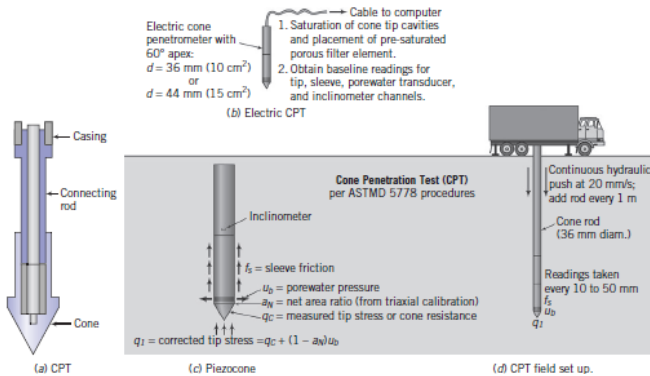 Cable to computer
Electric cone
penetrometer with
60° apex:
d = 36 mm (10 cm²)
or
d = 44 mm (15 cm²)
1. Saturation of cone tip cavities
and placement of pre-saturated
porous filter element.
2. Obtain baseline readings for
tip, sleeve, porewater transducer,
and inclinometer channels.
(b) Electric CPT
Casing
Connecting
rod
Cone
(a) CPT
Cone Penetration Test (CPT)
per ASTMD 5778 procedures
Inclinometer
fs = sleeve friction
ub = porewater pressure
aN = net area ratio (from triaxial calibration)
qc = measured tip stress or cone resistance
q1 = corrected tip stress =qc + (1 − aN)ub
(c) Piezocone
Continuous hydraulic
push at 20 mm/s;
add rod every 1 m
Cone rod
(36 mm diam.)
Readings taken
every 10 to 50 mm
fs
ub
q1
(d) CPT field set up.